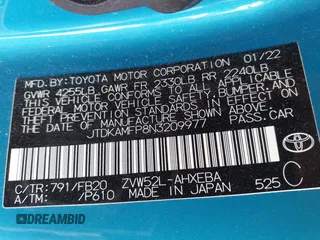 MFD. BY: TOYOTA MOTOR CORPORATION 01/22
GVWR 4255LB GAWR FR 2330LB RR 2240LB
THIS VEHICLE CONFORMS TO ALL APPLICABLE
FEDERAL MOTOR VEHICLE SAFETY, BUMPER, AND
THEFT PREVENTION STANDARDS IN EFFECT ON
THE DATE OF MANUFACTURE SHOWN ABOVE.
JTDKAMFP8N3209977
TOYOTA
C/TR: 791/FB20 ZVW52L-AHXEBA
A/TM: /P610 MADE IN JAPAN 525 C
DREAMBID